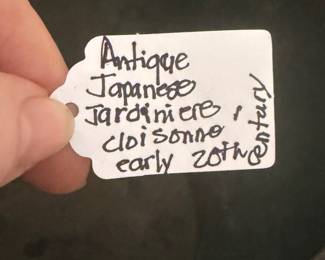 Antique
Japanese
Jardiniere -
cloisonne
early 20th century